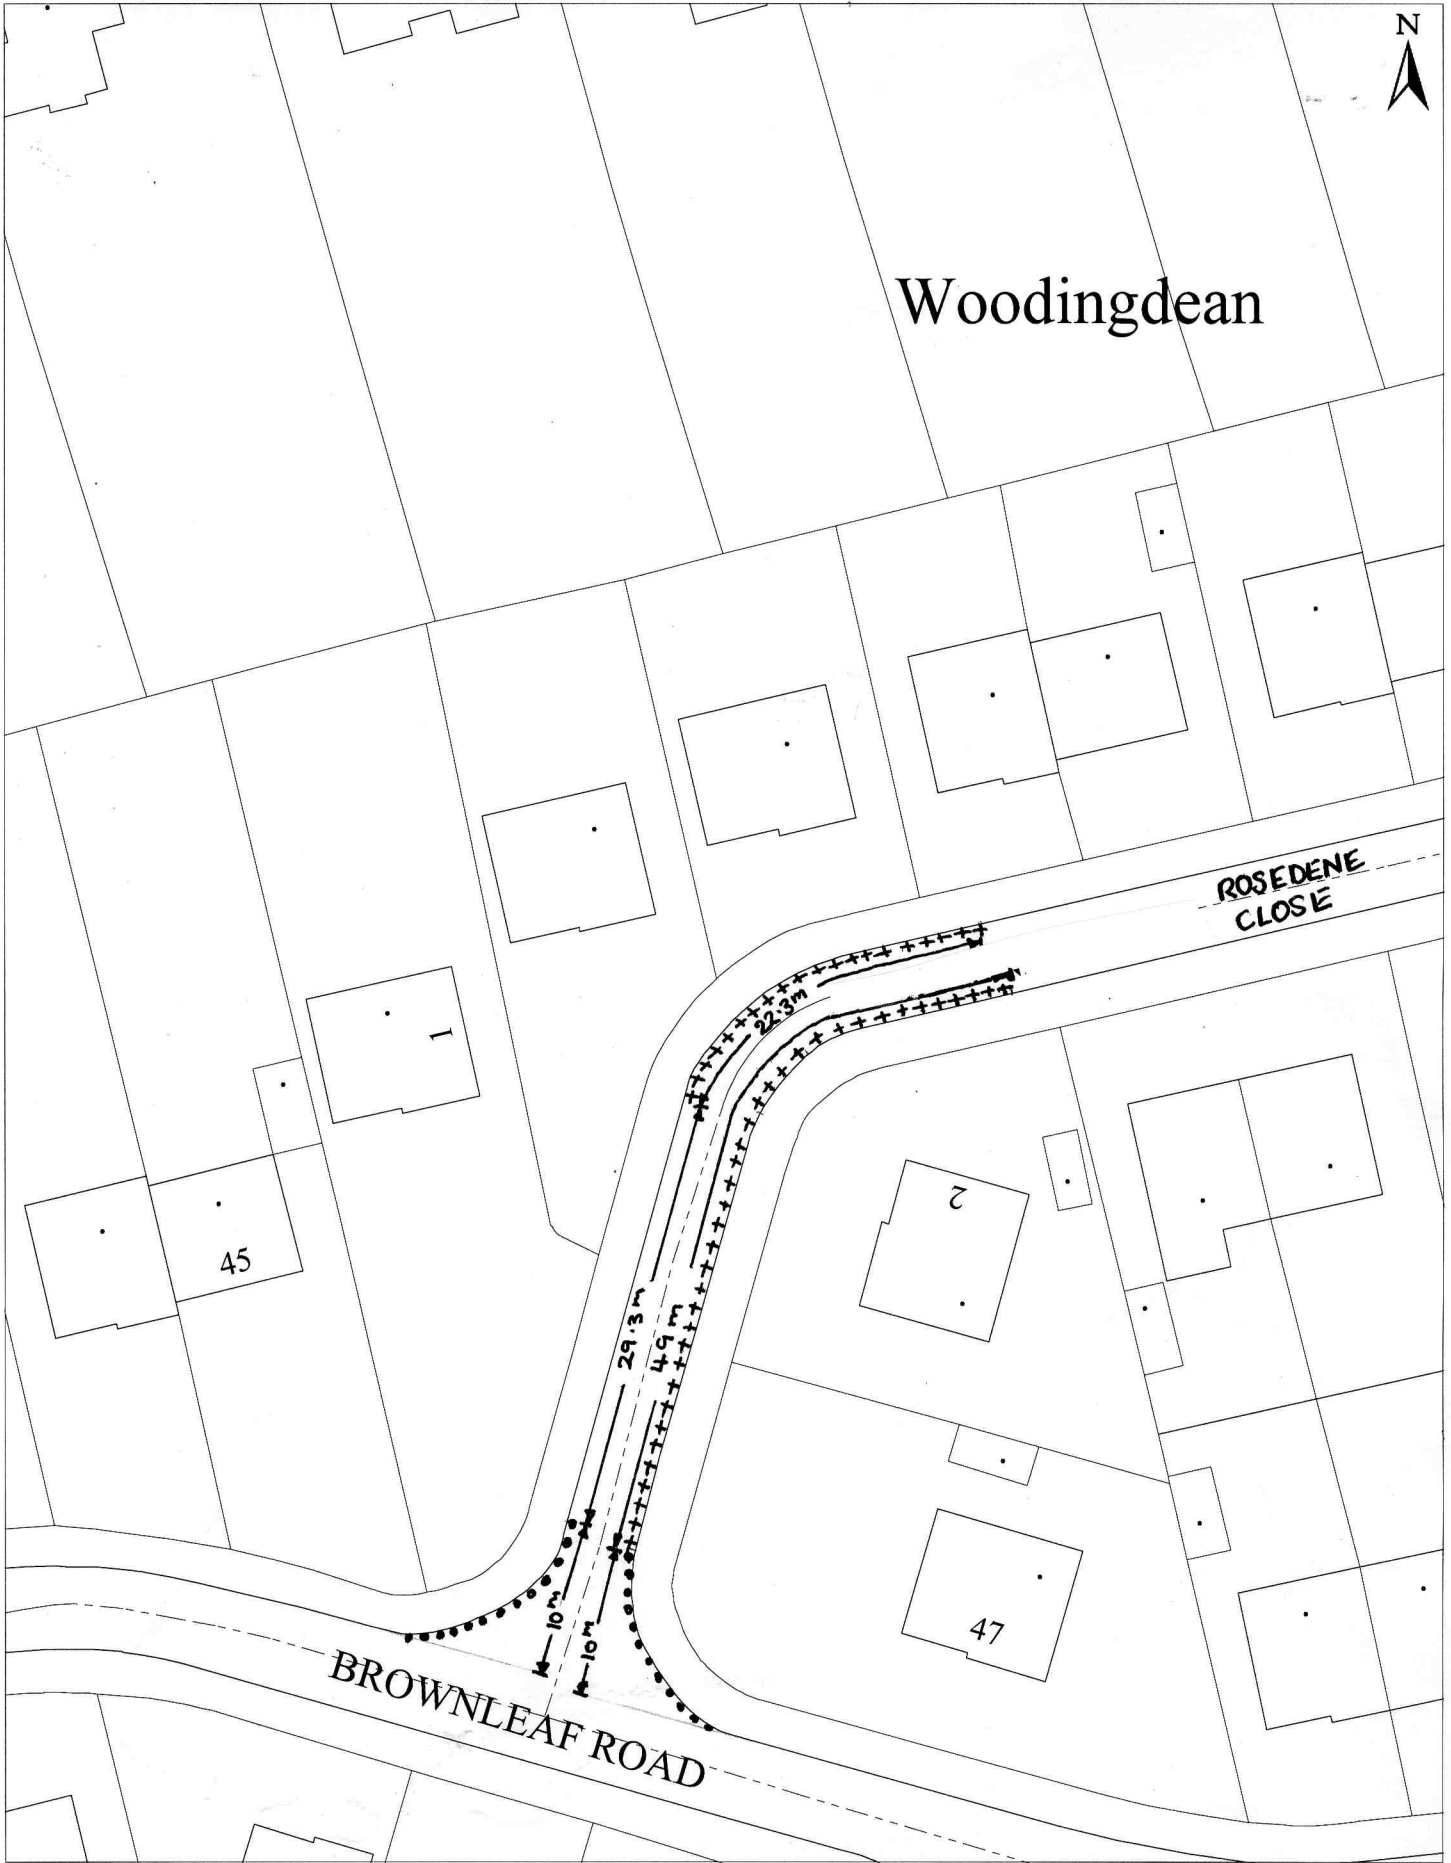 N
Woodingdean
ROSEDENE
CLOSE
22.3m
1
2
45
29.3m
49m
10m
10m
47
BROWNLEAF ROAD